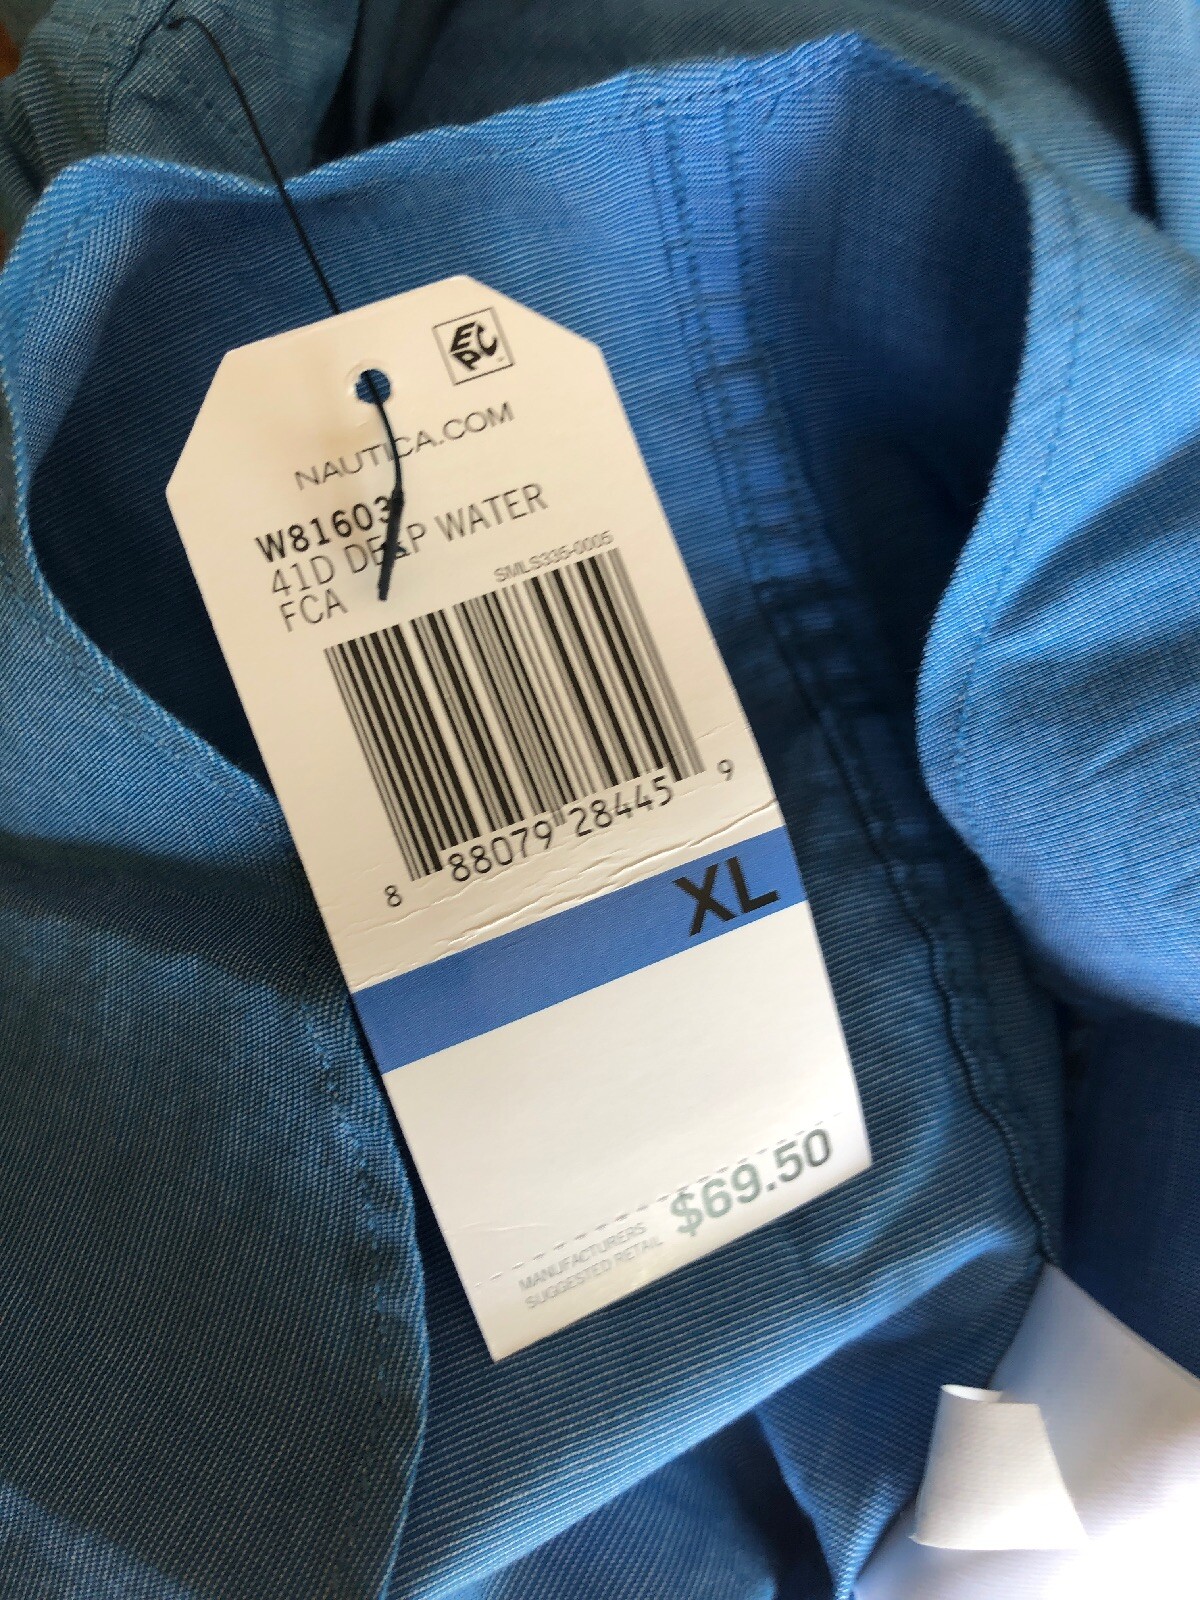 EPC
NAUTICA.COM
W81603
41D DEEP WATER
FCA
SMLS335-0005
8 88079 28445 9
XL
$69.50
MANUFACTURERS
SUGGESTED RETAIL